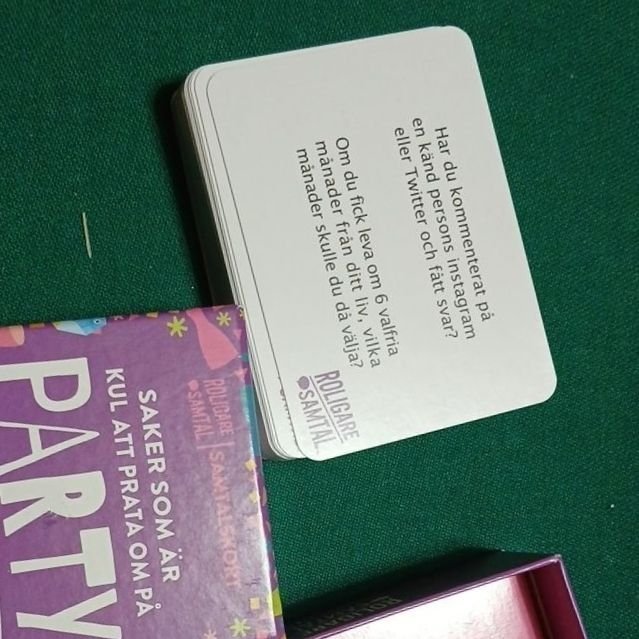 Har du kommenterat på
en känd persons instagram
eller Twitter och fått svar?
Om du fick leva om 6 valfria
månader från ditt liv, vilka
månader skulle du då välja?
ROLIGARE
SAMTAL
ROLIGARE
SAMTAL
SAMTALSKORT
SAKER SOM ÄR
KUL ATT PRATA OM PÅ
PARTY